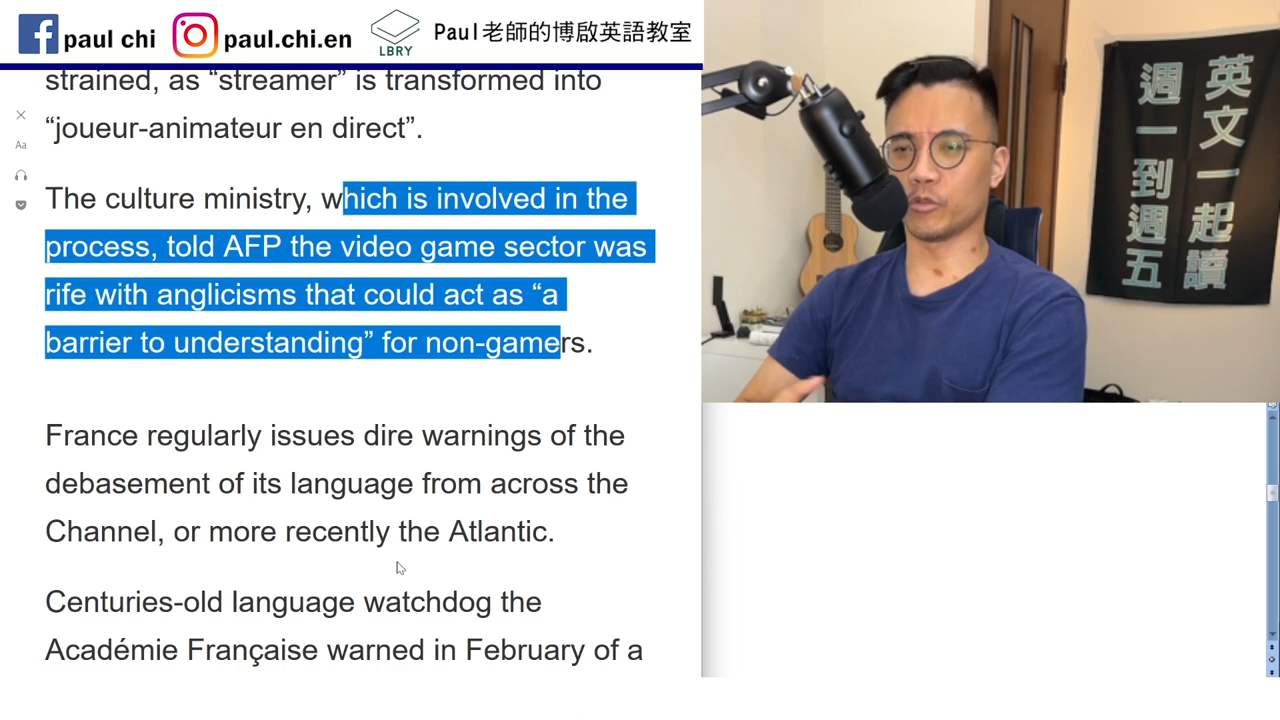 paul chi
paul.chi.en
LBRY
Paul老師的博啟英語教室
strained, as “streamer” is transformed into
“joueur-animateur en direct”.
Aa
The culture ministry, which is involved in the
process, told AFP the video game sector was
rife with anglicisms that could act as “a
barrier to understanding” for non-gamers.
France regularly issues dire warnings of the
debasement of its language from across the
Channel, or more recently the Atlantic.
Centuries-old language watchdog the
Académie Française warned in February of a
英文一起讀
週一到週五